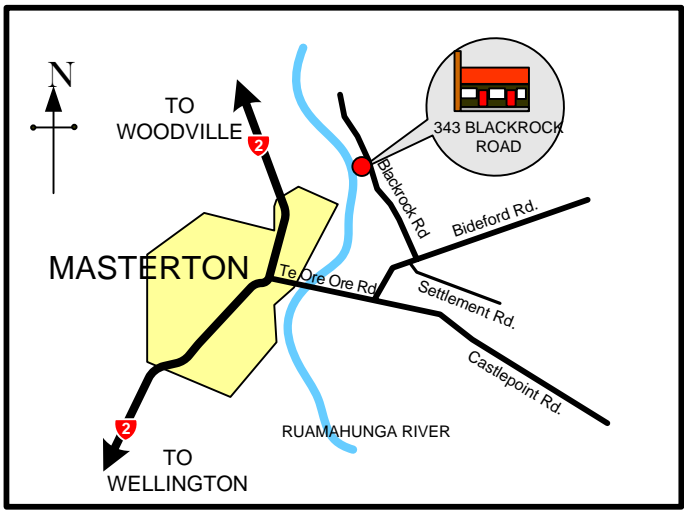 N
TO
WOODVILLE
2
343 BLACKROCK
ROAD
Blackrock Rd
Bideford Rd.
MASTERTON
Te Ore Ore Rd
Settlement Rd.
Castlepoint Rd.
RUAMAHUNGA RIVER
2
TO
WELLINGTON